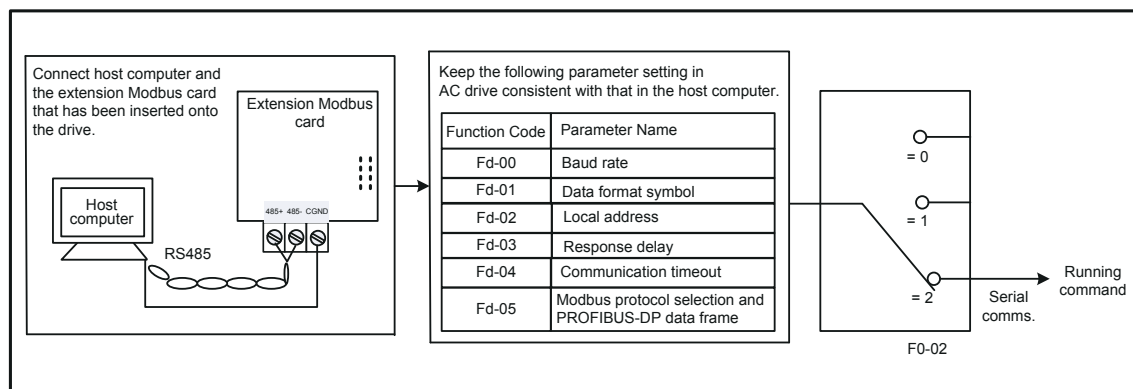 Connect host computer and
the extension Modbus card
that has been inserted onto
the drive.
Extension Modbus
card
485+ 485- CGND
Host
computer
RS485
Keep the following parameter setting in
AC drive consistent with that in the host computer.
Function Code Parameter Name
Fd-00 Baud rate
Fd-01 Data format symbol
Fd-02 Local address
Fd-03 Response delay
Fd-04 Communication timeout
Fd-05 Modbus protocol selection and
PROFIBUS-DP data frame
= 0
= 1
= 2
F0-02
Serial
comms.
Running
command